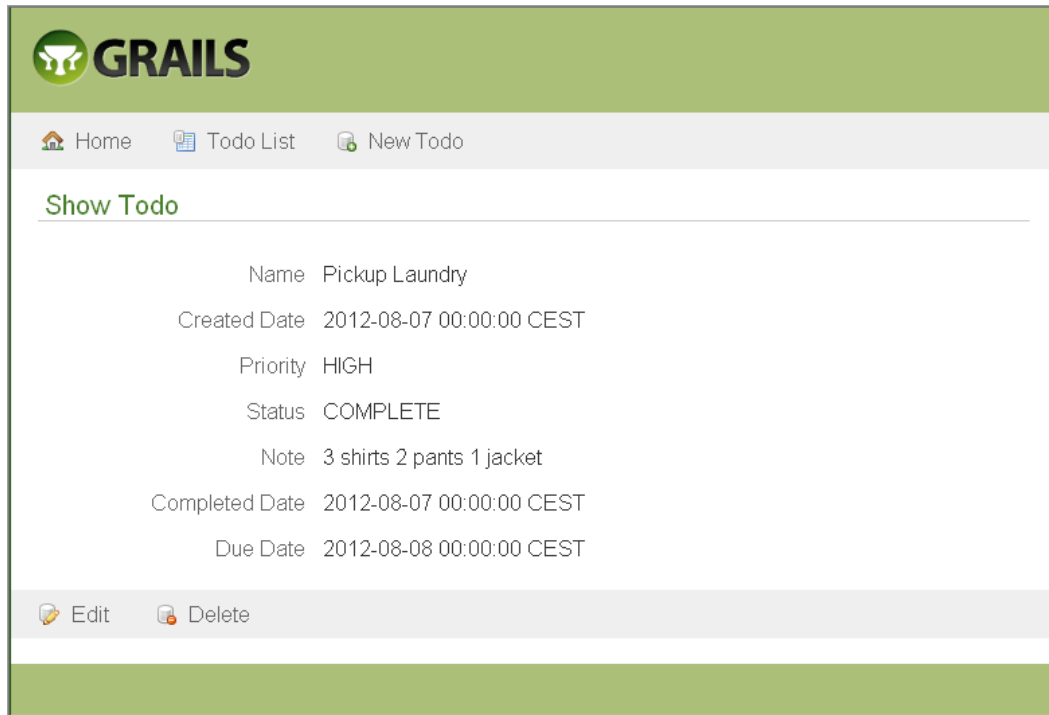 GRAILS
Home Todo List New Todo
Show Todo
Name Pickup Laundry
Created Date 2012-08-07 00:00:00 CEST
Priority HIGH
Status COMPLETE
Note 3 shirts 2 pants 1 jacket
Completed Date 2012-08-07 00:00:00 CEST
Due Date 2012-08-08 00:00:00 CEST
Edit Delete